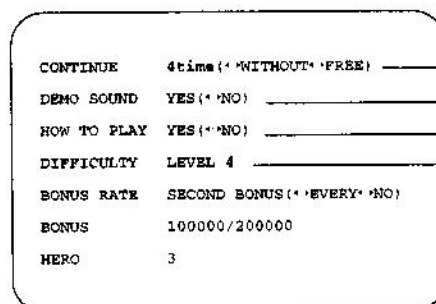 CONTINUE 4time(◂▸WITHOUT◂▸FREE)
DEMO SOUND YES(◂▸NO)
HOW TO PLAY YES(◂▸NO)
DIFFICULTY LEVEL 4
BONUS RATE SECOND BONUS(◂▸EVERY◂▸NO)
BONUS 100000/200000
HERO 3